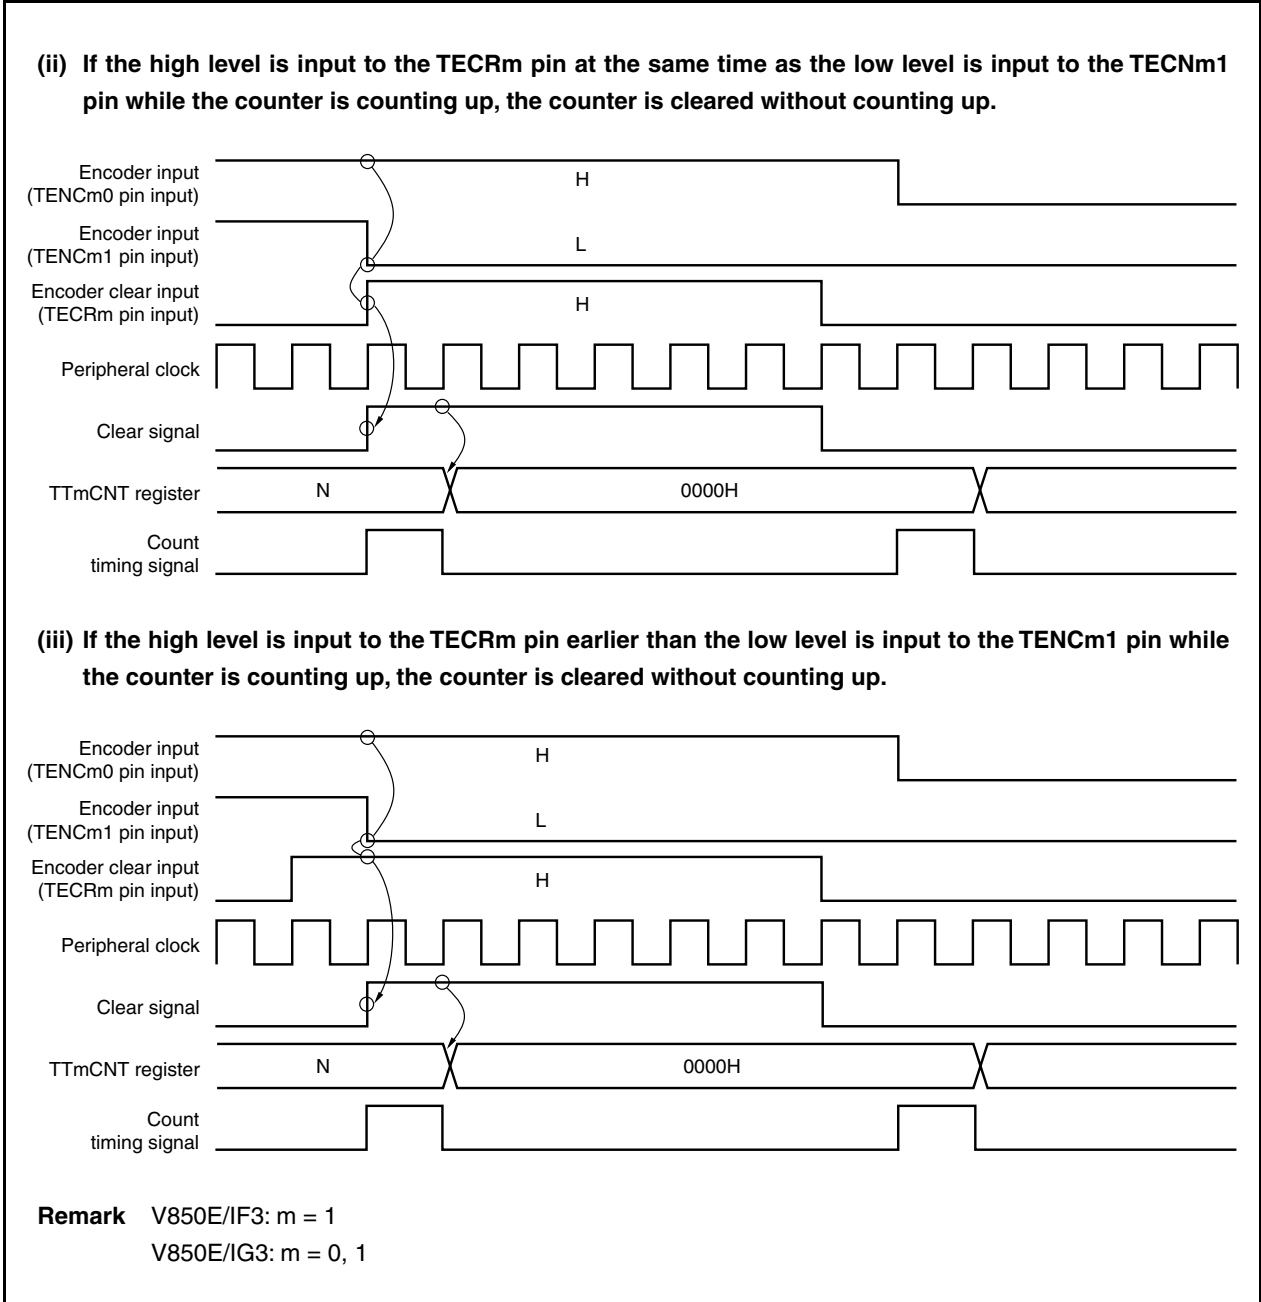 (ii) If the high level is input to the TECRm pin at the same time as the low level is input to the TECNm1
pin while the counter is counting up, the counter is cleared without counting up.
Encoder input
(TENCm0 pin input)
H
Encoder input
(TENCm1 pin input)
L
Encoder clear input
(TECRm pin input)
H
Peripheral clock
Clear signal
TTmCNT register
N
0000H
Count
timing signal
(iii) If the high level is input to the TECRm pin earlier than the low level is input to the TENCm1 pin while
the counter is counting up, the counter is cleared without counting up.
Encoder input
(TENCm0 pin input)
H
Encoder input
(TENCm1 pin input)
L
Encoder clear input
(TECRm pin input)
H
Peripheral clock
Clear signal
TTmCNT register
N
0000H
Count
timing signal
Remark V850E/IF3: m = 1
V850E/IG3: m = 0, 1